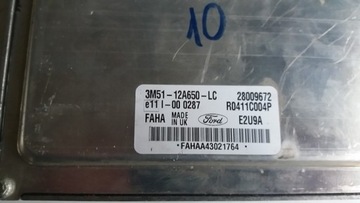 10
3M51-12A650-LC 28009672
e11 I-00 0287 R0411C004P
FAHA MADE IN UK Ford E2U9A
*FAHAA43021764*